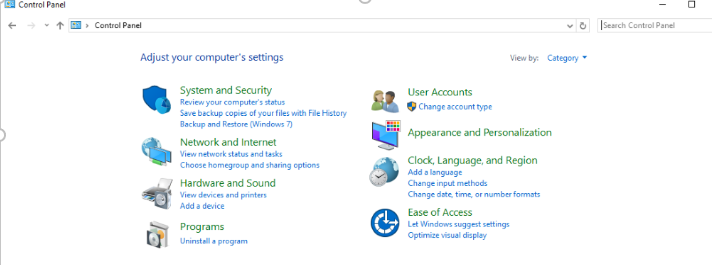 Control Panel
Control Panel
Search Control Panel
Adjust your computer's settings
View by: Category
System and Security
Review your computer's status
Save backup copies of your files with File History
Backup and Restore (Windows 7)
Network and Internet
View network status and tasks
Choose homegroup and sharing options
Hardware and Sound
View devices and printers
Add a device
Programs
Uninstall a program
User Accounts
Change account type
Appearance and Personalization
Clock, Language, and Region
Add a language
Change input methods
Change date, time, or number formats
Ease of Access
Let Windows suggest settings
Optimize visual display